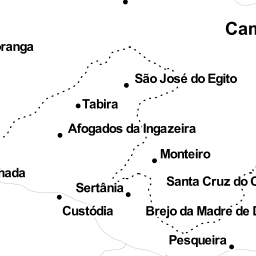 Cam
oranga
São José do Egito
Tabira
Afogados da Ingazeira
Monteiro
nada
Santa Cruz do C
Sertânia
Custódia
Brejo da Madre de D
Pesqueira